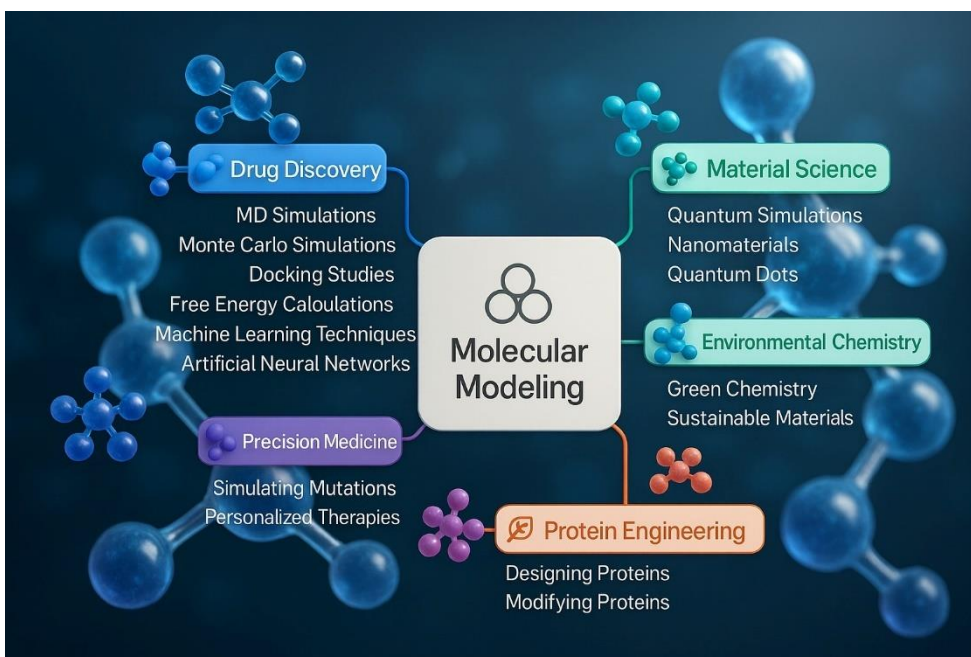 Drug Discovery
MD Simulations
Monte Carlo Simulations
Docking Studies
Free Energy Caloulations
Machine Learning Techniques
Artificial Neural Networks
Precision Medicine
Simulating Mutations
Personalized Therapies
Molecular
Modeling
Material Science
Quantum Simulations
Nanomaterials
Quantum Dots
Environmental Chemistry
Green Chemistry
Sustainable Materials
Protein Engineering
Designing Proteins
Modifying Proteins